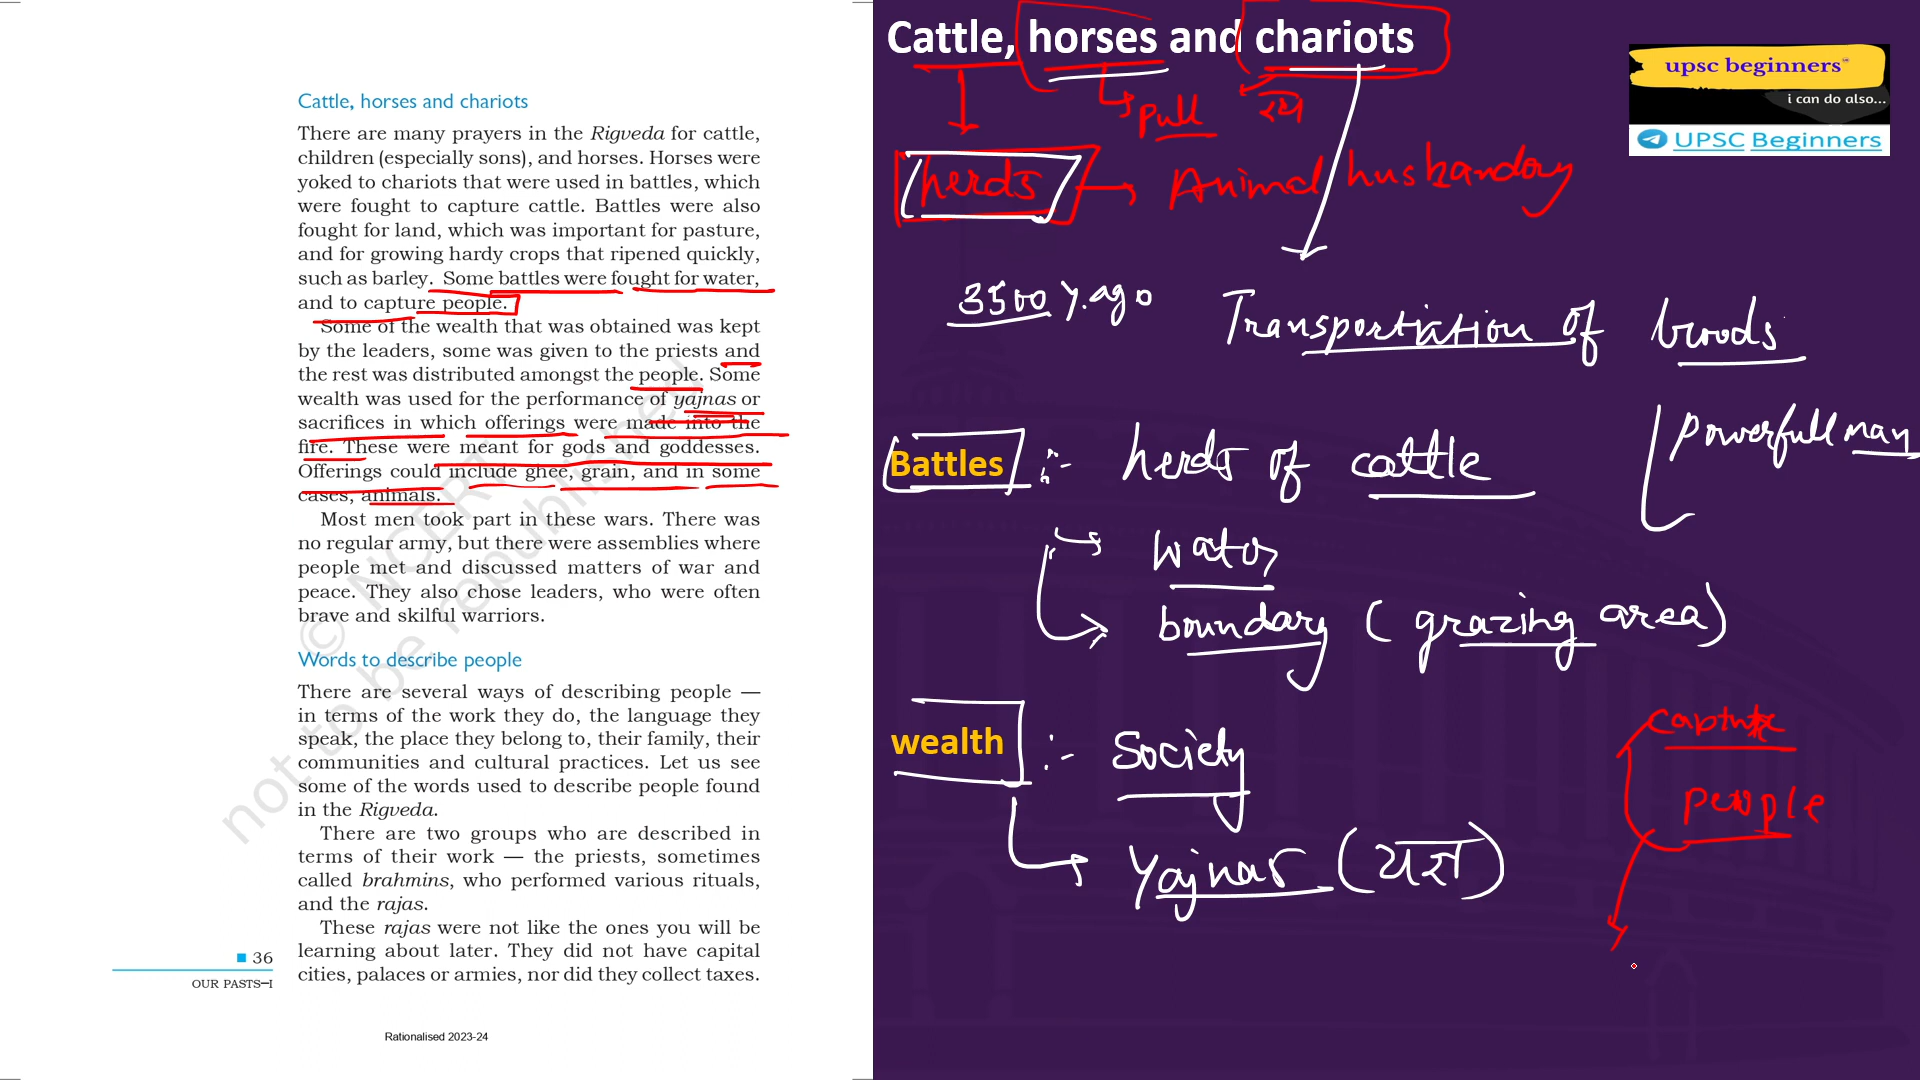 Cattle, horses and chariots
There are many prayers in the Rigveda for cattle,
children (especially sons), and horses. Horses were
yoked to chariots that were used in battles, which
were fought to capture cattle. Battles were also
fought for land, which was important for pasture,
and for growing hardy crops that ripened quickly,
such as barley. Some battles were fought for water,
and to capture people.
Some of the wealth that was obtained was kept
by the leaders, some was given to the priests and
the rest was distributed amongst the people. Some
wealth was used for the performance of yajnas or
sacrifices in which offerings were made into the
fire. These were meant for gods and goddesses.
Offerings could include ghee, grain, and in some
cases, animals.
Most men took part in these wars. There was
no regular army, but there were assemblies where
people met and discussed matters of war and
peace. They also chose leaders, who were often
brave and skilful warriors.
Words to describe people
There are several ways of describing people —
in terms of the work they do, the language they
speak, the place they belong to, their family, their
communities and cultural practices. Let us see
some of the words used to describe people found
in the Rigveda.
There are two groups who are described in
terms of their work — the priests, sometimes
called brahmins, who performed various rituals,
and the rajas.
These rajas were not like the ones you will be
learning about later. They did not have capital
cities, palaces or armies, nor did they collect taxes.
36
OUR PASTS–I
Rationalised 2023-24
© NCERT
not to be republished
Cattle, horses and chariots
upsc beginners
i can do also...
UPSC Beginners
pull
रथ
herds → Animal husbandory
3500 y.ago
Transportation of Goods
Powerfull man
Battles :- herds of cattle
water
boundary (grazing area)
wealth :- Society
capture
people
Yajnas (यज्ञ)